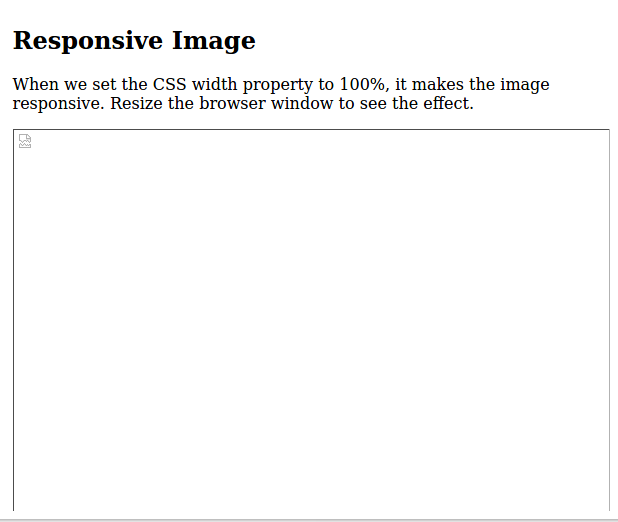 Responsive Image
When we set the CSS width property to 100%, it makes the image
responsive. Resize the browser window to see the effect.